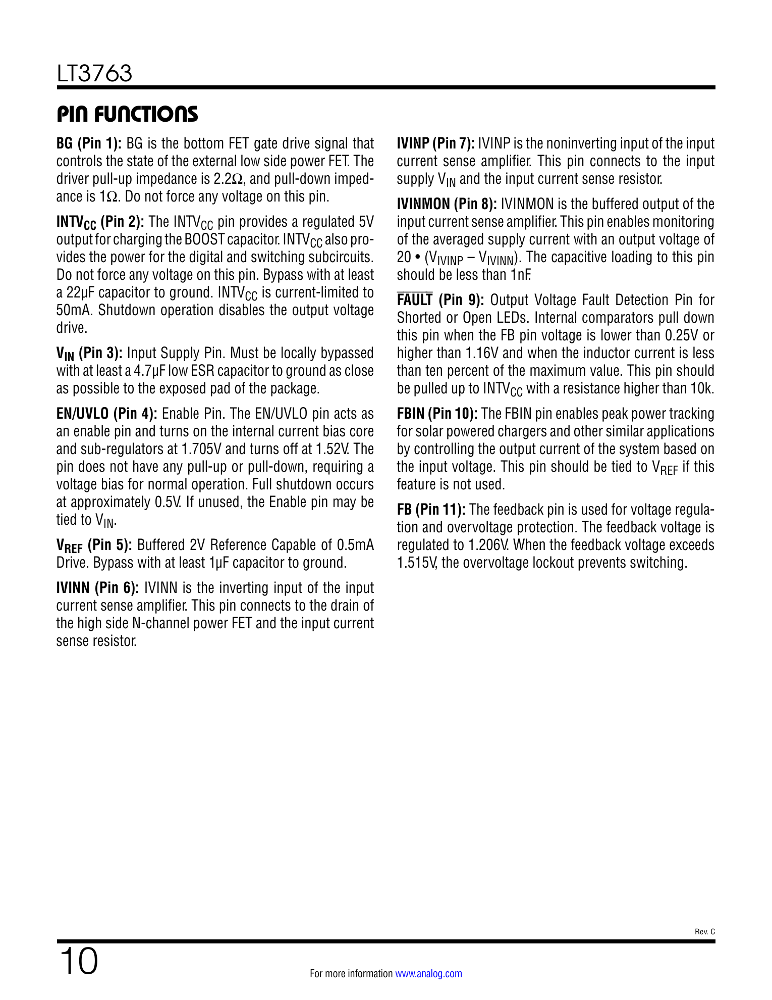 LT3763
PIN FUNCTIONS
BG (Pin 1): BG is the bottom FET gate drive signal that
controls the state of the external low side power FET. The
driver pull-up impedance is 2.2Ω, and pull-down imped-
ance is 1Ω. Do not force any voltage on this pin.
INTVCC (Pin 2): The INTVCC pin provides a regulated 5V
output for charging the BOOST capacitor. INTVCC also pro-
vides the power for the digital and switching subcircuits.
Do not force any voltage on this pin. Bypass with at least
a 22µF capacitor to ground. INTVCC is current-limited to
50mA. Shutdown operation disables the output voltage
drive.
VIN (Pin 3): Input Supply Pin. Must be locally bypassed
with at least a 4.7µF low ESR capacitor to ground as close
as possible to the exposed pad of the package.
EN/UVLO (Pin 4): Enable Pin. The EN/UVLO pin acts as
an enable pin and turns on the internal current bias core
and sub-regulators at 1.705V and turns off at 1.52V. The
pin does not have any pull-up or pull-down, requiring a
voltage bias for normal operation. Full shutdown occurs
at approximately 0.5V. If unused, the Enable pin may be
tied to VIN.
VREF (Pin 5): Buffered 2V Reference Capable of 0.5mA
Drive. Bypass with at least 1µF capacitor to ground.
IVINN (Pin 6): IVINN is the inverting input of the input
current sense amplifier. This pin connects to the drain of
the high side N-channel power FET and the input current
sense resistor.
IVINP (Pin 7): IVINP is the noninverting input of the input
current sense amplifier. This pin connects to the input
supply VIN and the input current sense resistor.
IVINMON (Pin 8): IVINMON is the buffered output of the
input current sense amplifier. This pin enables monitoring
of the averaged supply current with an output voltage of
20 • (VIVINP – VIVINN). The capacitive loading to this pin
should be less than 1nF.
FAULT (Pin 9): Output Voltage Fault Detection Pin for
Shorted or Open LEDs. Internal comparators pull down
this pin when the FB pin voltage is lower than 0.25V or
higher than 1.16V and when the inductor current is less
than ten percent of the maximum value. This pin should
be pulled up to INTVCC with a resistance higher than 10k.
FBIN (Pin 10): The FBIN pin enables peak power tracking
for solar powered chargers and other similar applications
by controlling the output current of the system based on
the input voltage. This pin should be tied to VREF if this
feature is not used.
FB (Pin 11): The feedback pin is used for voltage regula-
tion and overvoltage protection. The feedback voltage is
regulated to 1.206V. When the feedback voltage exceeds
1.515V, the overvoltage lockout prevents switching.
Rev. C
10
For more information www.analog.com